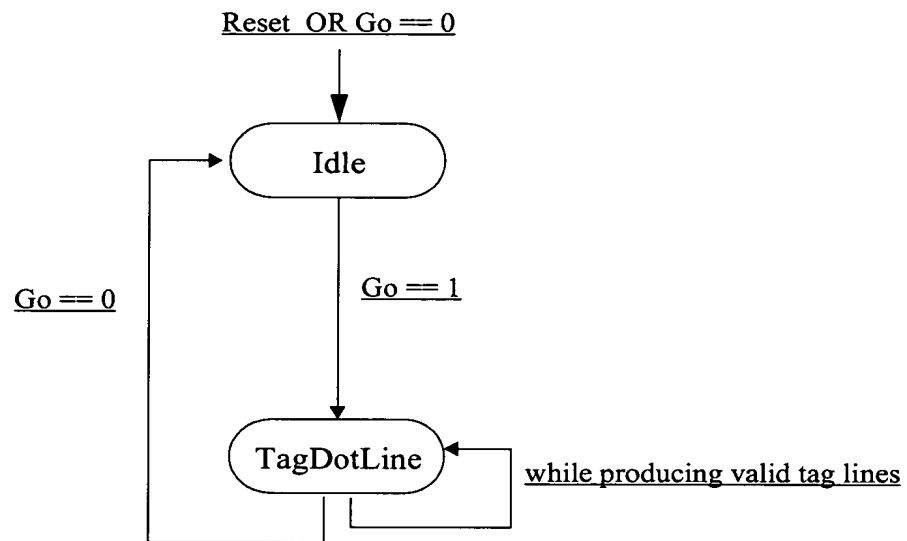 Reset OR Go == 0
Idle
Go == 0
Go == 1
TagDotLine
while producing valid tag lines